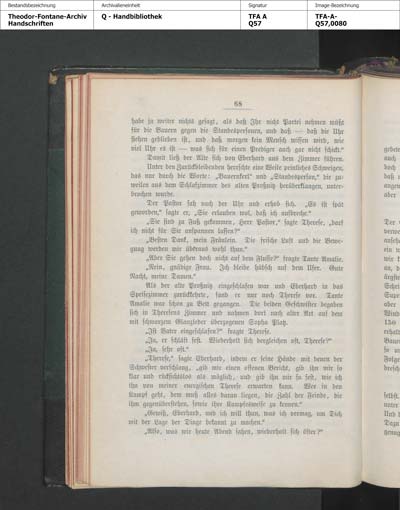 Bestandsbezeichnung
Archivalieneinheit
Signatur
Image-Bezeichnung
Theodor-Fontane-Archiv
Handschriften
Q - Handbibliothek
TFA A
Q57
TFA-A-
Q57,0080
68
habe ja weiter nichts gesagt, als daß Ihr nicht Partei nehmen müßt
für die Bauern gegen die Standespersonen, und daß — daß die Uhr
stehen geblieben ist, und daß morgen kein Mensch wissen wird, wie
viel Uhr es ist — was sich für einen Prediger auch gar nicht schickt."
Damit ließ der Alte sich von Eberhard aus dem Zimmer führen.
Unter den Zurückbleibenden herrschte eine Weile peinliches Schweigen,
das nur durch die Worte: „Bauernkerl" und „Standesperson," die zu-
weilen aus dem Schlafzimmer des alten Proßnitz herüberklangen, unter-
brochen wurde.
Der Pastor sah nach der Uhr und erhob sich. „Es ist spät
geworden," sagte er, „Sie erlauben wol, daß ich aufbreche."
„Sie sind zu Fuß gekommen, Herr Pastor," sagte Therese, „darf
ich nicht für Sie anspannen lassen?"
„Besten Dank, mein Fräulein. Die frische Luft und die Bewe-
gung werden mir überaus wohl thun."
„Aber Sie gehen doch nicht auf dem Flusse?" fragte Tante Amalie.
„Nein, gnädige Frau. Ich bleibe hübsch auf dem Ufer. Gute
Nacht, meine Damen."
Als der alte Proßnitz eingeschlafen war und Eberhard in das
Speisezimmer zurückkehrte, fand er nur noch Therese vor. Tante
Amalie war schon zu Bett gegangen. Die beiden Geschwister begaben
sich in Theresens Zimmer und nahmen dort nach alter Art auf dem
mit schwarzem Glanzleder überzogenen Sopha Platz.
„Ist Vater eingeschlafen?" fragte Therese.
„Ja, er schläft fest. Wiederholt sich dergleichen oft, Therese?"
„Ja, sehr oft."
„Therese," sagte Eberhard, indem er seine Hände mit denen der
Schwester verschlang, „gib mir einen offenen Bericht, gib ihn mir so
klar und rückhaltlos als möglich, und gib ihn mir so fest, wie ich
ihn von meiner energischen Therese erwarten kann. Wer in den
Kampf geht, dem muß alles daran liegen, die Zahl der Feinde, die
ihm gegenüberstehen, sowie ihre Kampfesweise zu kennen."
„Gewiß, Eberhard, und ich will thun, was ich vermag, um Dich
mit der Lage der Dinge bekannt zu machen."
„Also, was wir heute Abend sahen, wiederholt sich öfter?"